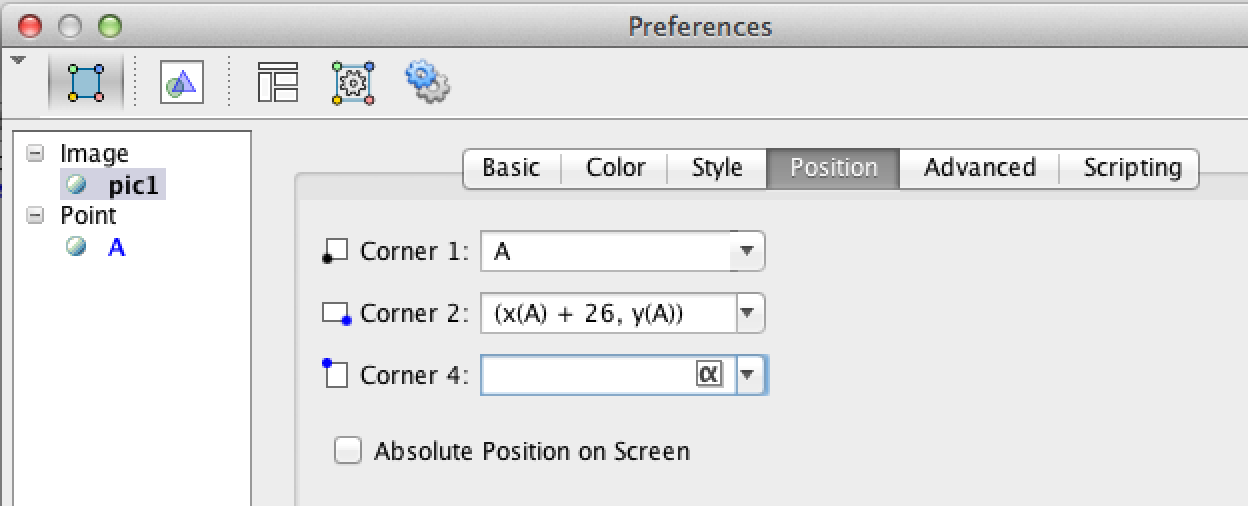 Preferences
Image
pic1
Point
A
Basic Color Style Position Advanced Scripting
Corner 1: A
Corner 2: (x(A) + 26, y(A))
Corner 4: α
Absolute Position on Screen